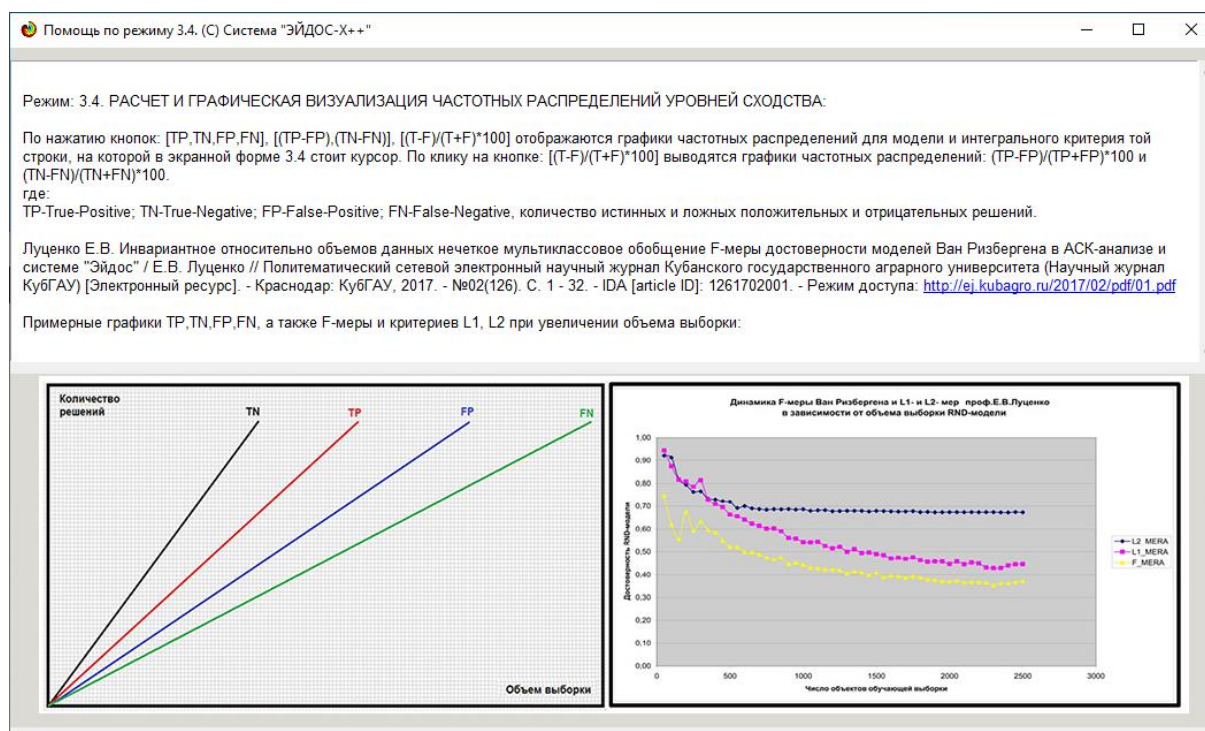 Помощь по режиму 3.4. (C) Система "ЭЙДОС-X++"
Режим: 3.4. РАСЧЕТ И ГРАФИЧЕСКАЯ ВИЗУАЛИЗАЦИЯ ЧАСТОТНЫХ РАСПРЕДЕЛЕНИЙ УРОВНЕЙ СХОДСТВА:
По нажатию кнопок: [TP,TN,FP,FN], [(TP-FP),(TN-FN)], [(T-F)/(T+F)*100] отображаются графики частотных распределений для модели и интегрального критерия той
строки, на которой в экранной форме 3.4 стоит курсор. По клику на кнопке: [(T-F)/(T+F)*100] выводятся графики частотных распределений: (TP-FP)/(TP+FP)*100 и
(TN-FN)/(TN+FN)*100.
где:
TP-True-Positive; TN-True-Negative; FP-False-Positive; FN-False-Negative, количество истинных и ложных положительных и отрицательных решений.
Луценко Е.В. Инвариантное относительно объемов данных нечеткое мультиклассовое обобщение F-меры достоверности моделей Ван Ризбергена в АСК-анализе и
системе "Эйдос" / Е.В. Луценко // Политематический сетевой электронный научный журнал Кубанского государственного аграрного университета (Научный журнал
КубГАУ) [Электронный ресурс]. - Краснодар: КубГАУ, 2017. - №02(126). С. 1 - 32. - IDA [article ID]: 1261702001. - Режим доступа: http://ej.kubagro.ru/2017/02/pdf/01.pdf
Примерные графики TP,TN,FP,FN, а также F-меры и критериев L1, L2 при увеличении объема выборки:
Количество
решений
TN
TP
FP
FN
Объем выборки
Динамика F-меры Ван Ризбергена и L1- и L2- мер проф.Е.В.Луценко
в зависимости от объема выборки RND-модели
Достоверность RND-модели
1,00
0,90
0,80
0,70
0,60
0,50
0,40
0,30
0,20
0,10
0,00
0
500
1000
1500
2000
2500
3000
Число объектов обучающей выборки
L2_MERA
L1_MERA
F_MERA